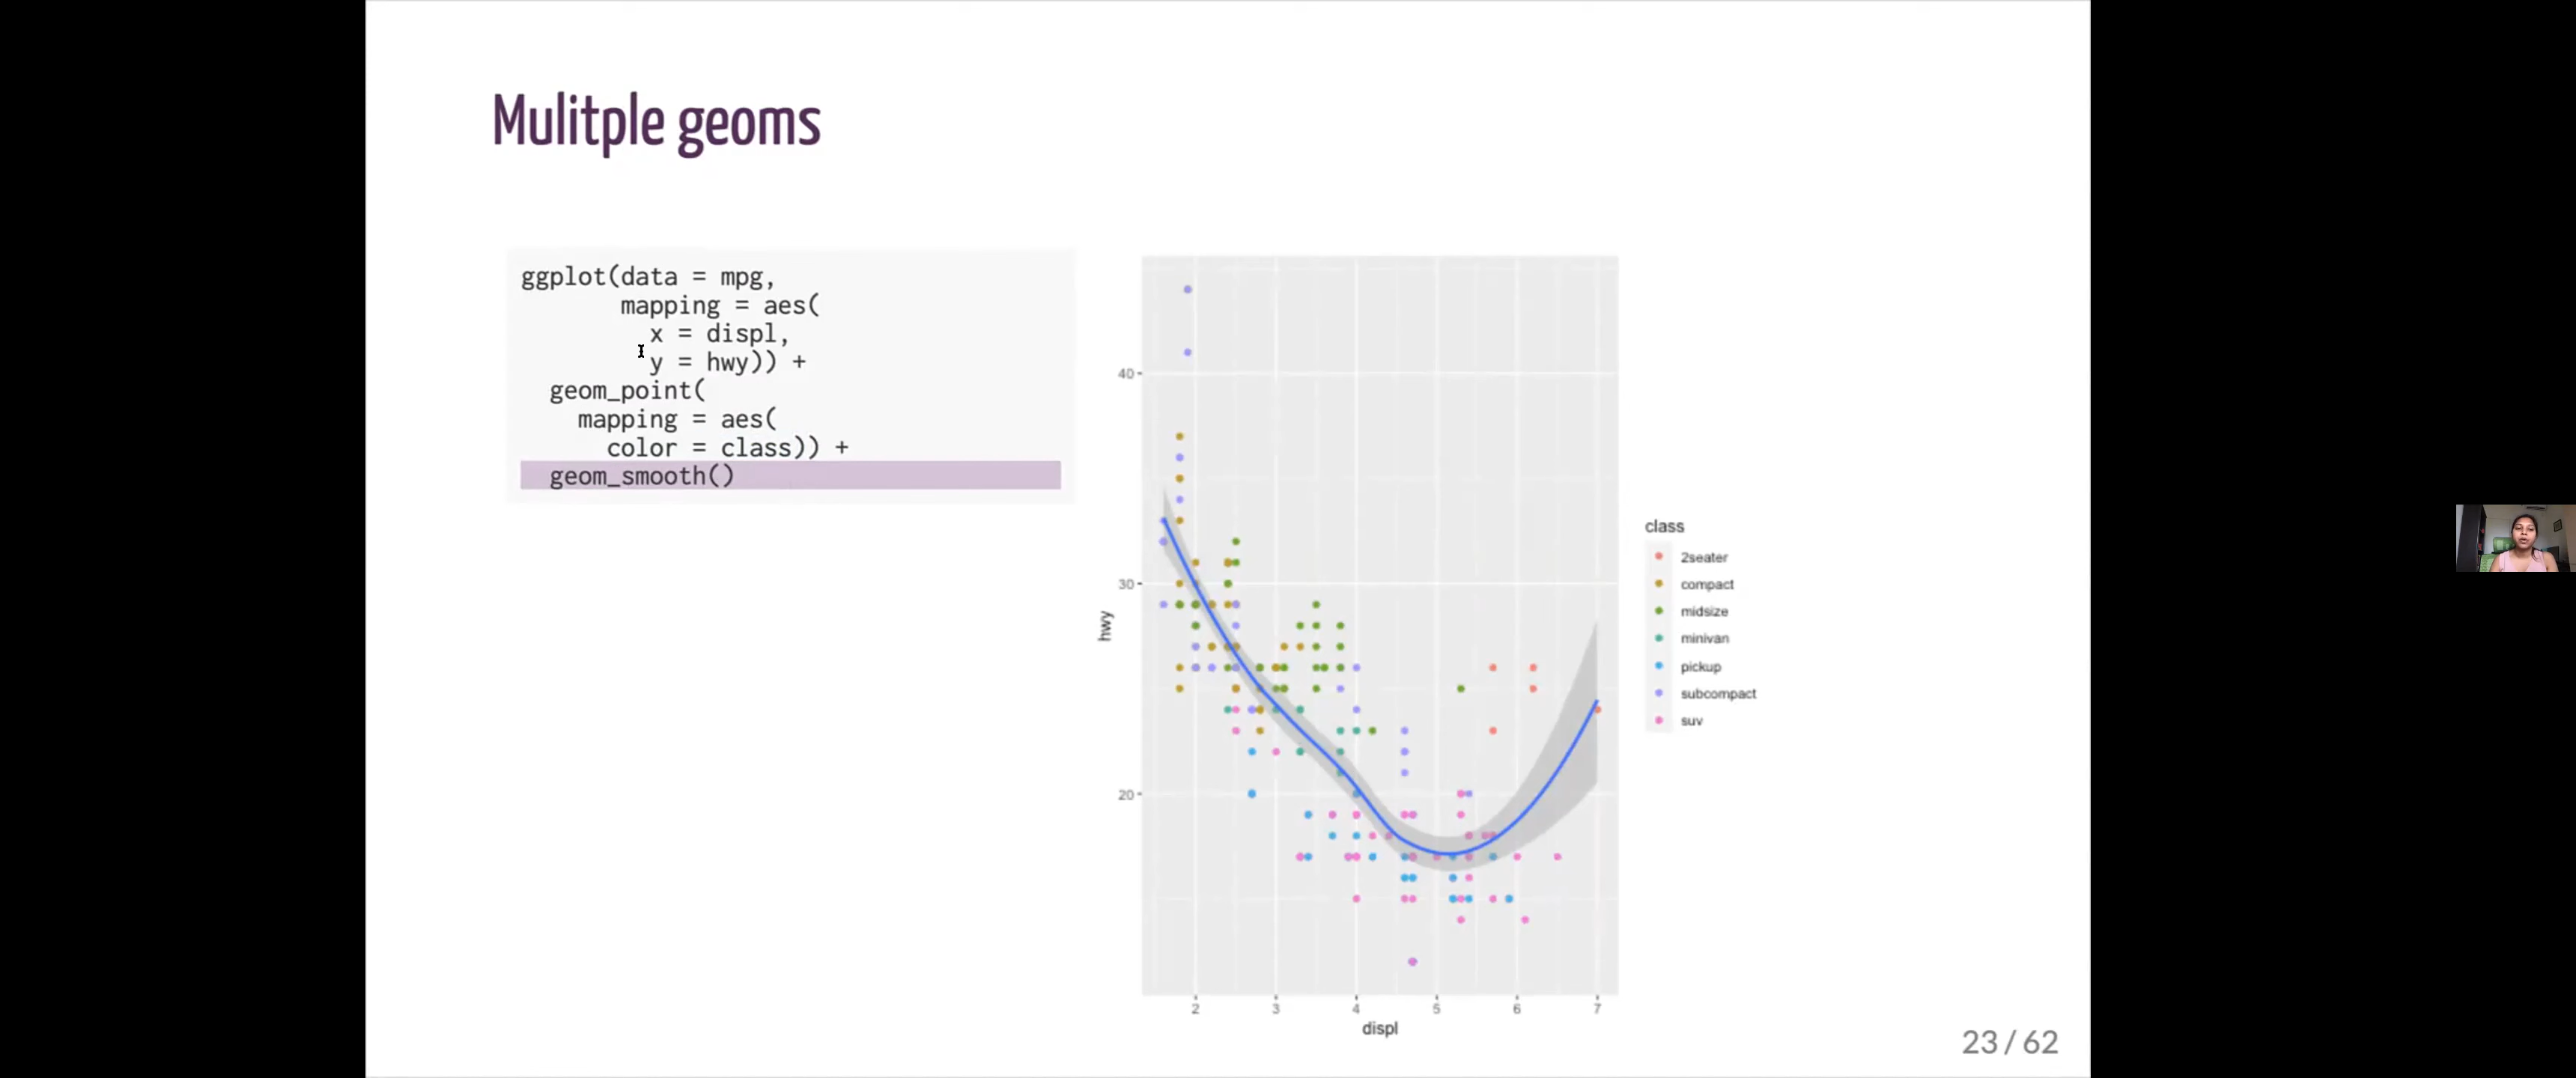 Mulitple geoms
ggplot(data = mpg,
mapping = aes(
x = displ,
y = hwy)) +
geom_point(
mapping = aes(
color = class)) +
geom_smooth()
40
30
20
hwy
2 3 4 5 6 7
displ
class
2seater
compact
midsize
minivan
pickup
subcompact
suv
23 / 62